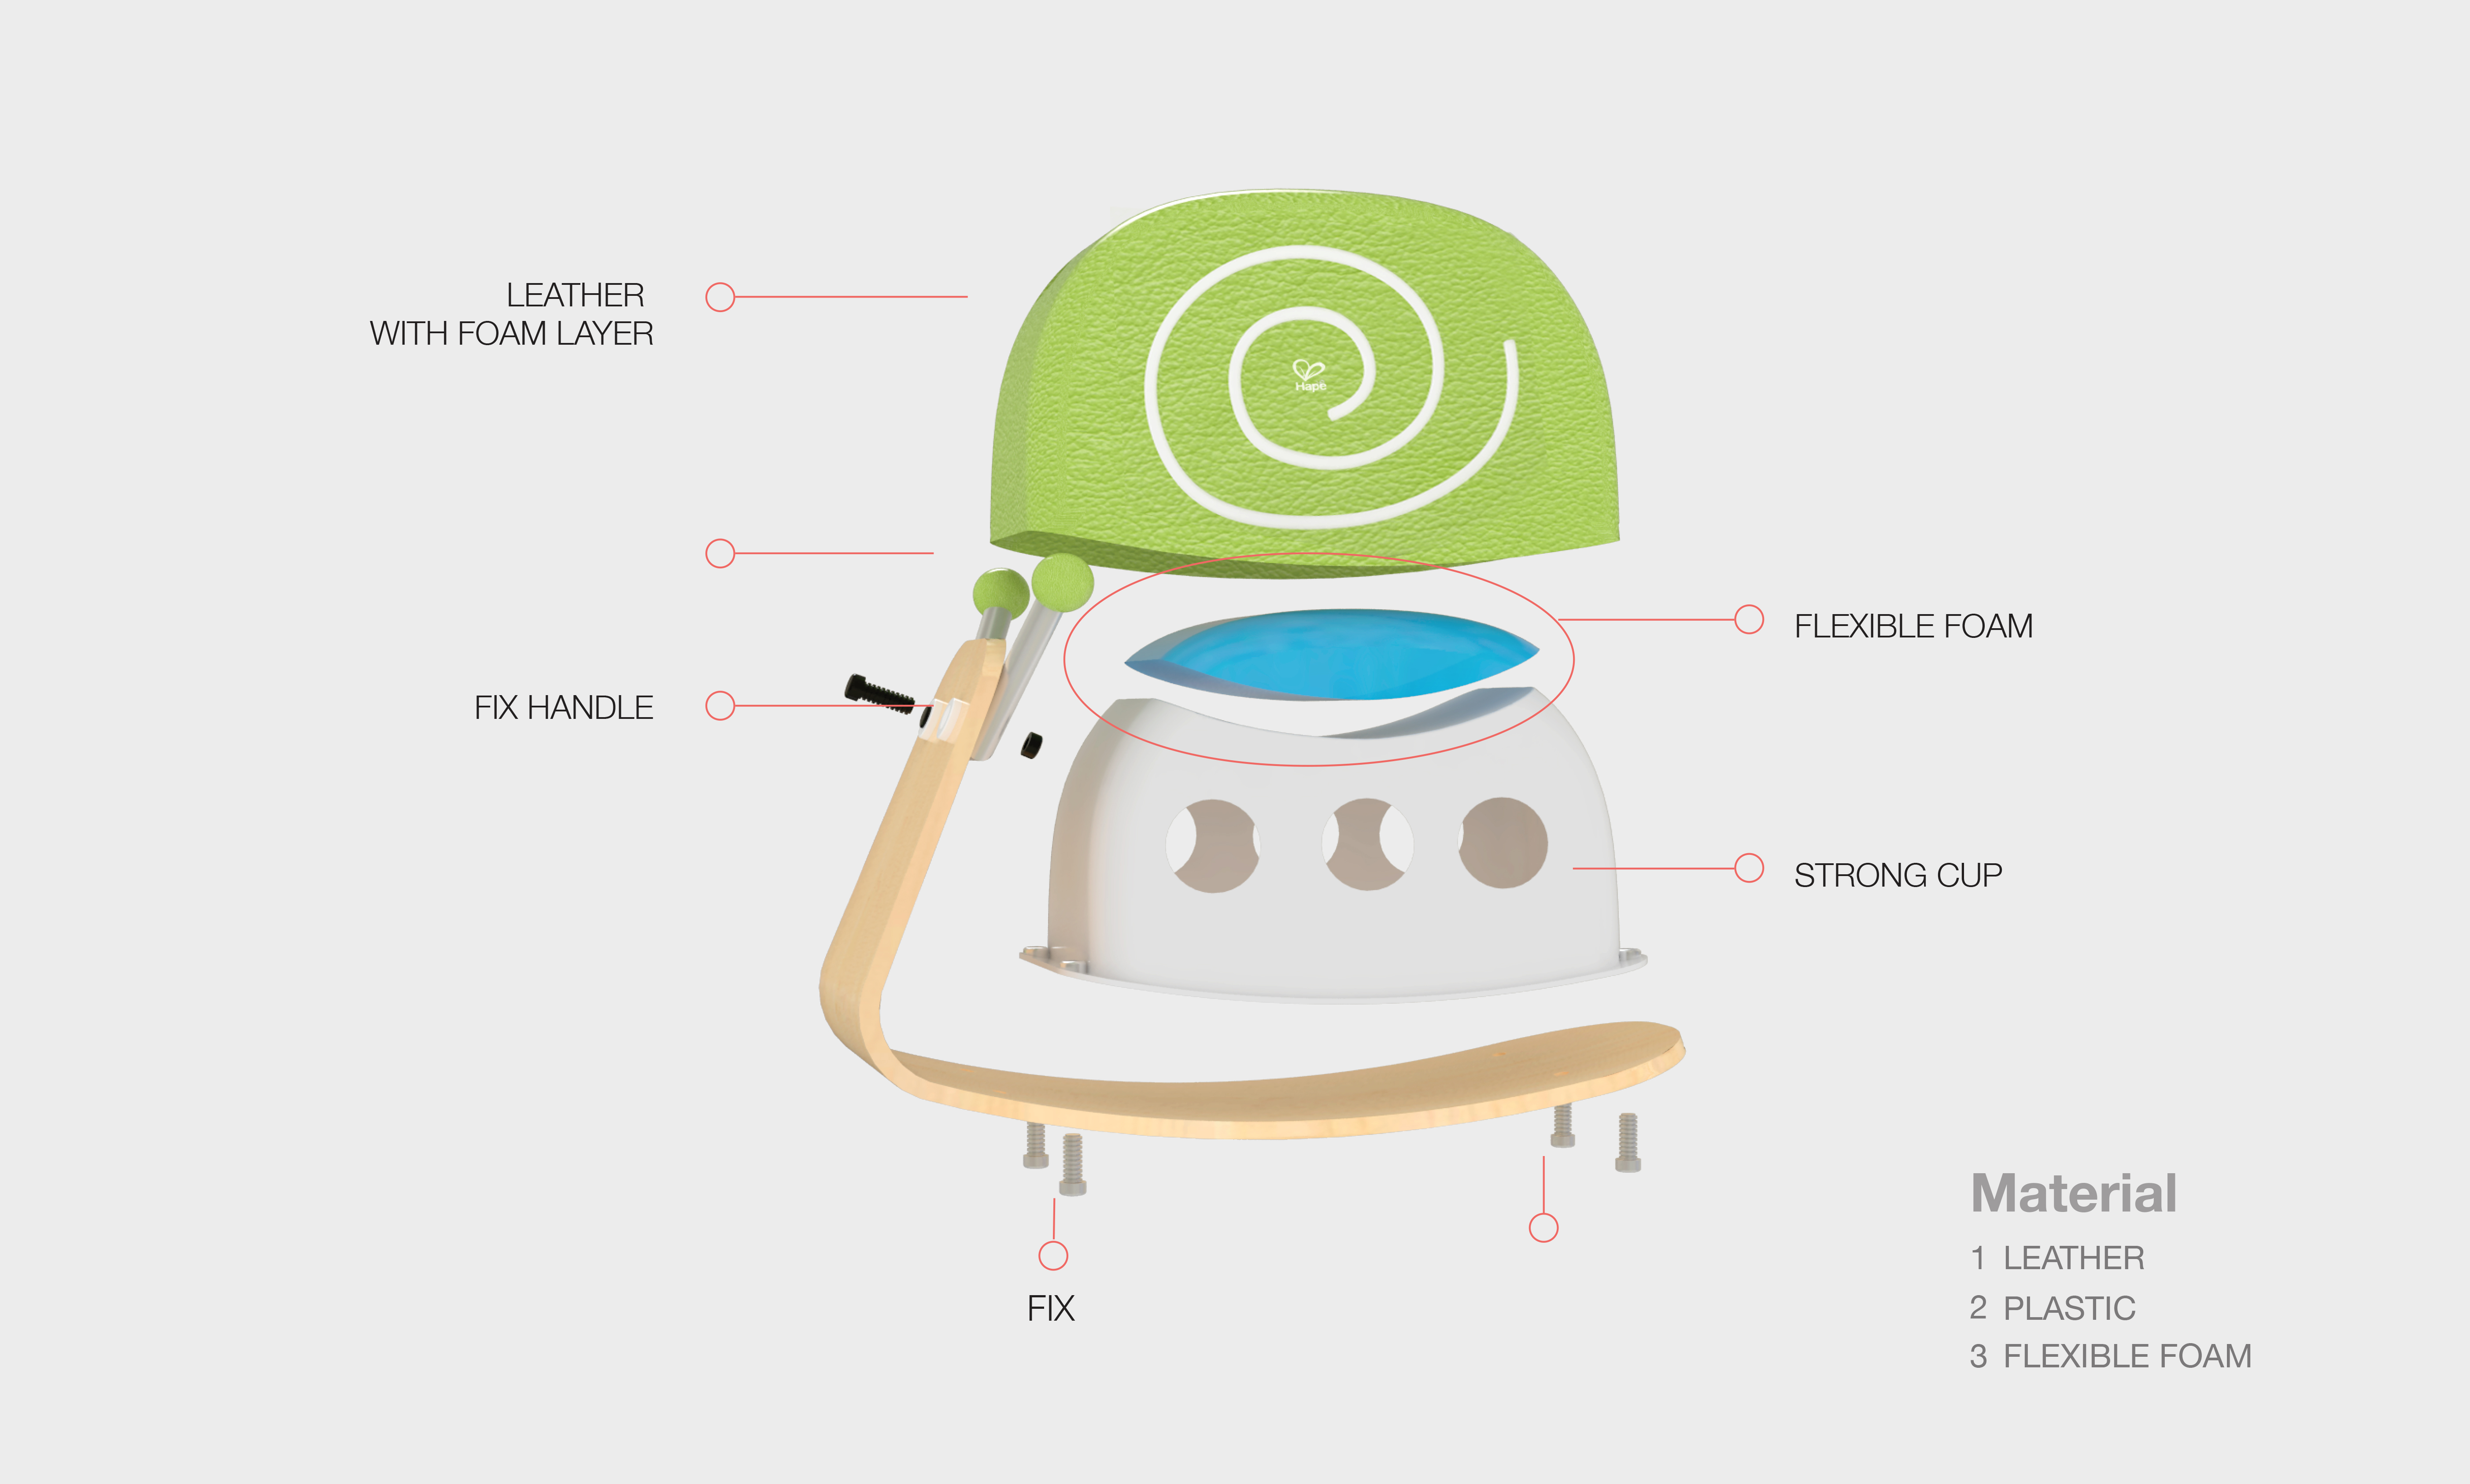 LEATHER
WITH FOAM LAYER
Hape
FLEXIBLE FOAM
FIX HANDLE
STRONG CUP
FIX
Material
1 LEATHER
2 PLASTIC
3 FLEXIBLE FOAM